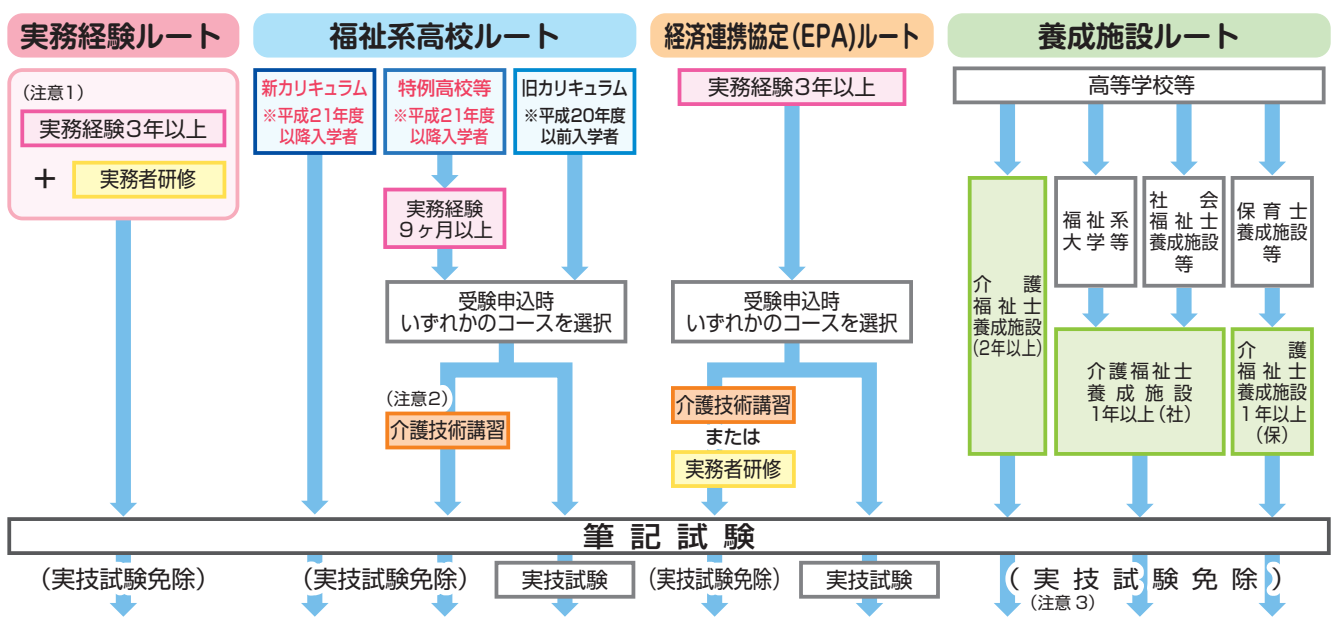 実務経験ルート
(注意1)
実務経験3年以上
+
実務者研修
福祉系高校ルート
新カリキュラム
※平成21年度
以降入学者
特例高校等
※平成21年度
以降入学者
旧カリキュラム
※平成20年度
以前入学者
実務経験
9ヶ月以上
受験申込時
いずれかのコースを選択
(注意2)
介護技術講習
経済連携協定(EPA)ルート
実務経験3年以上
受験申込時
いずれかのコースを選択
介護技術講習
または
実務者研修
養成施設ルート
高等学校等
介護
福祉士
養成施設
(2年以上)
福祉系
大学等
社会
福祉士
養成施設
等
保育士
養成施設
等
介護福祉士
養成施設
1年以上(社)
介護
福祉士
養成施設
1年以上
(保)
筆記試験
(実技試験免除)
(実技試験免除)
実技試験
(実技試験免除)
実技試験
(実技試験免除)
(注意3)